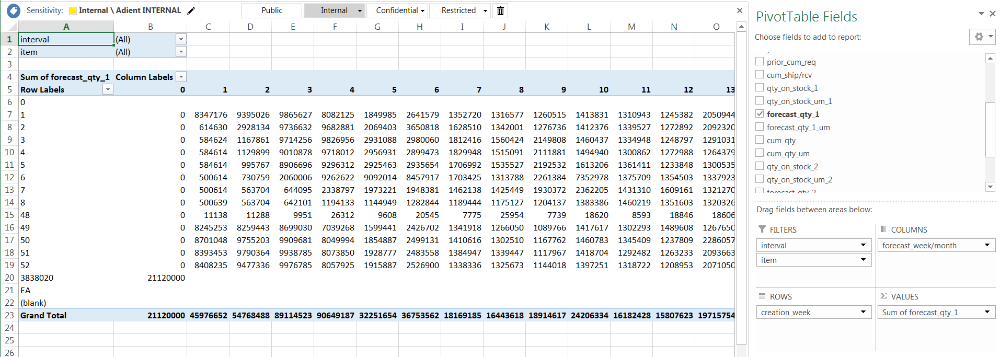 Sensitivity: Internal \ Adient INTERNAL Public Internal Confidential Restricted
A B C D E F G H I J K L M N O
1 interval (All)
2 item (All)
3
4 Sum of forecast_qty_1 Column Labels
5 Row Labels 0 1 2 3 4 5 6 7 8 9 10 11 12 13
6 0
7 1 0 8347176 9395026 9865627 8082125 1849985 2641579 1352720 1316577 1260515 1413831 1310943 1245382 2050944
8 2 0 614630 2928134 9736632 9682881 2069403 3650818 1628510 1342001 1276736 1412376 1339527 1272892 2092320
9 3 0 584624 1167861 9714256 9826956 2931088 2980060 1812416 1560424 2149808 1460437 1334948 1248797 1291031
10 4 0 584614 1129899 9010878 9718012 2956931 2899473 1829948 1515091 2111881 1494940 1300862 1272988 1264379
11 5 0 584614 995767 8906696 9296312 2925463 2935654 1706992 1535527 2192532 1613206 1361411 1233848 1300535
12 6 0 500614 730759 2060006 9262622 9092014 8457917 1703425 1313788 2261384 7352978 1375709 1354503 1337923
13 7 0 500614 563704 644095 2338797 1973221 1948381 1462138 1425449 1930372 2362205 1431310 1609161 1321270
14 8 0 500639 563704 642101 1194133 1144949 1282844 1189444 1175127 1204137 1383386 1460219 1351603 1320326
15 48 0 11138 11288 9951 26312 9608 20545 7775 25954 7739 18620 8593 18846 18606
16 49 0 8245253 8259443 8699030 7039268 1599441 2426702 1341918 1266050 1089766 1417617 1302293 1489608 1267650
17 50 0 8701048 9755203 9909681 8049994 1854887 2499131 1410616 1302510 1167762 1460783 1345409 1237809 2286057
18 51 0 8393453 9790364 9938785 8073850 1928777 2483558 1384947 1339447 1117967 1418704 1292482 1263233 2093663
19 52 0 8408235 9477336 9976785 8057925 1915887 2526900 1338336 1325673 1144018 1397251 1318722 1208953 2071050
20 3838020 21120000
21 EA
22 (blank)
23 Grand Total 21120000 45976652 54768488 89114523 90649187 32251654 36753562 18169185 16443618 18914617 24206334 16182428 15807623 19715754
24
25
26
PivotTable Fields
Choose fields to add to report:
prior_cum_req
cum_ship/rcv
qty_on_stock_1
qty_on_stock_um_1
forecast_qty_1
forecast_qty_1_um
cum_qty
cum_qty_um
qty_on_stock_2
qty_on_stock_um_2
forecast_qty_2
Drag fields between areas below:
FILTERS
interval
item
COLUMNS
forecast_week/month
ROWS
creation_week
VALUES
Sum of forecast_qty_1